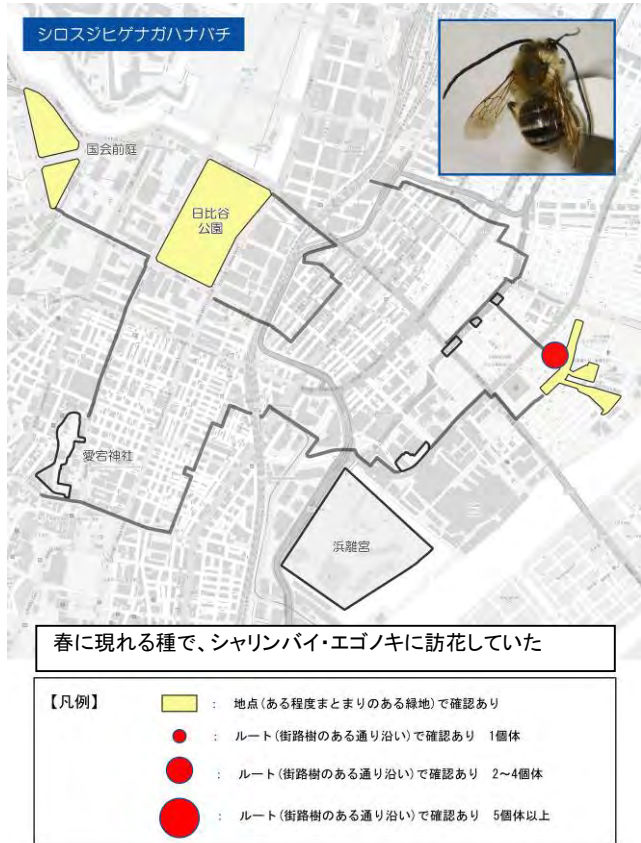 シロスジヒゲナガハナバチ
国会前庭
日比谷
公園
愛宕神社
浜離宮
春に現れる種で、シャリンバイ・エゴノキに訪花していた
【凡例】
： 地点(ある程度まとまりのある緑地)で確認あり
： ルート(街路樹のある通り沿い)で確認あり 1個体
： ルート(街路樹のある通り沿い)で確認あり 2～4個体
： ルート(街路樹のある通り沿い)で確認あり 5個体以上